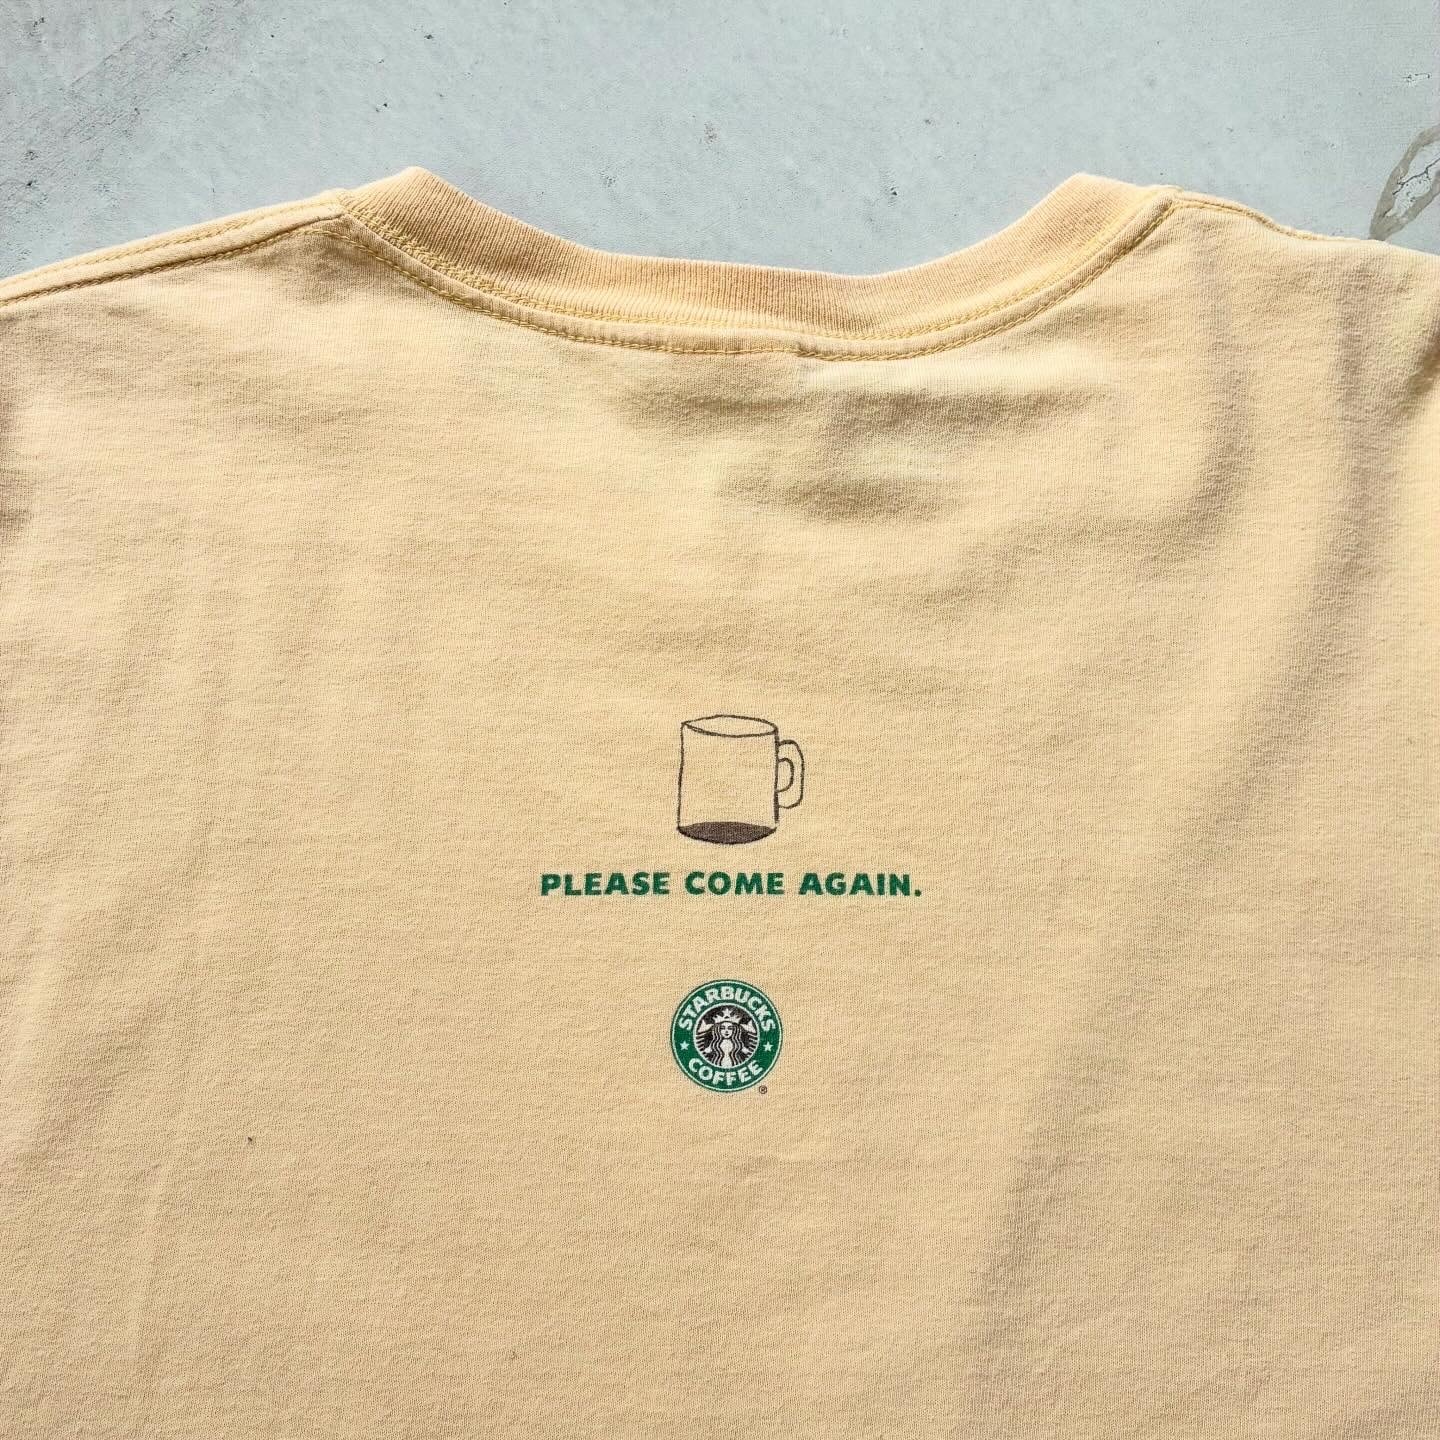 PLEASE COME AGAIN.
STARBUCKS
COFFEE
®